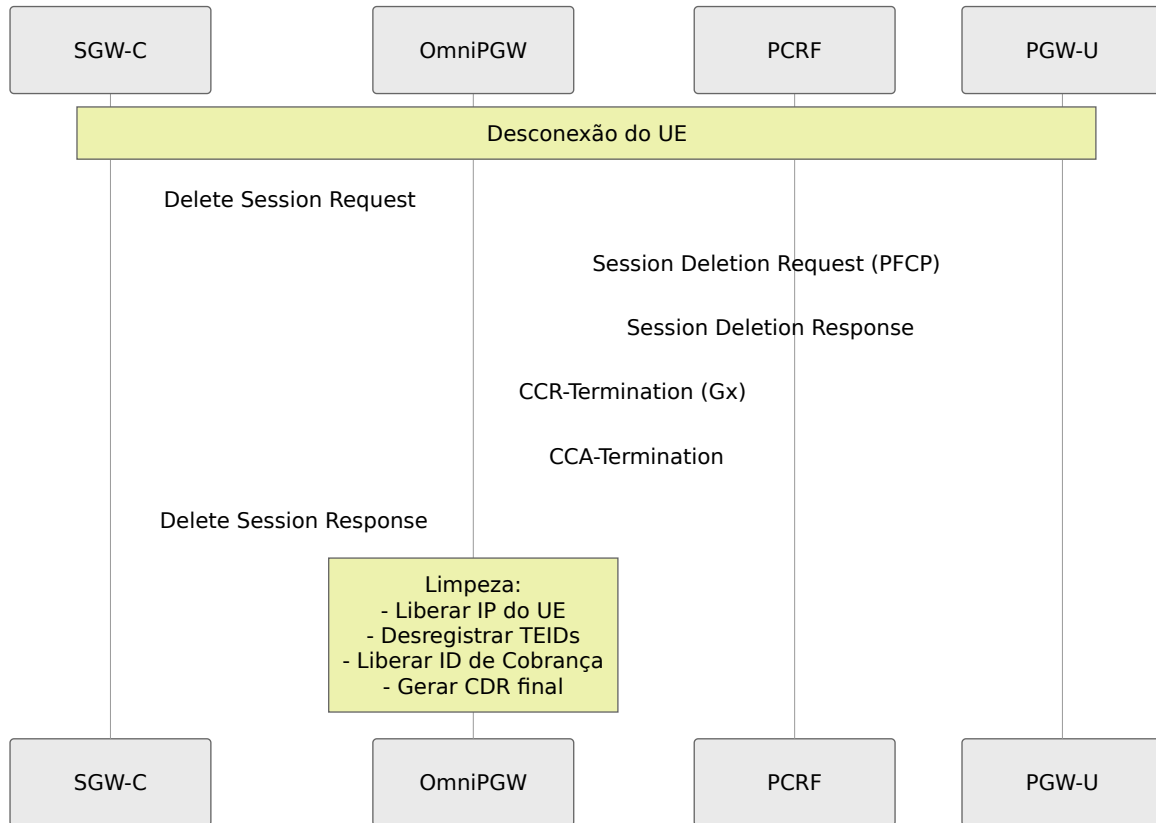 SGW-C
OmniPGW
PCRF
PGW-U
Desconexão do UE
Delete Session Request
Session Deletion Request (PFCP)
Session Deletion Response
CCR-Termination (Gx)
CCA-Termination
Delete Session Response
Limpeza:
- Liberar IP do UE
- Desregistrar TEIDs
- Liberar ID de Cobrança
- Gerar CDR final
SGW-C
OmniPGW
PCRF
PGW-U